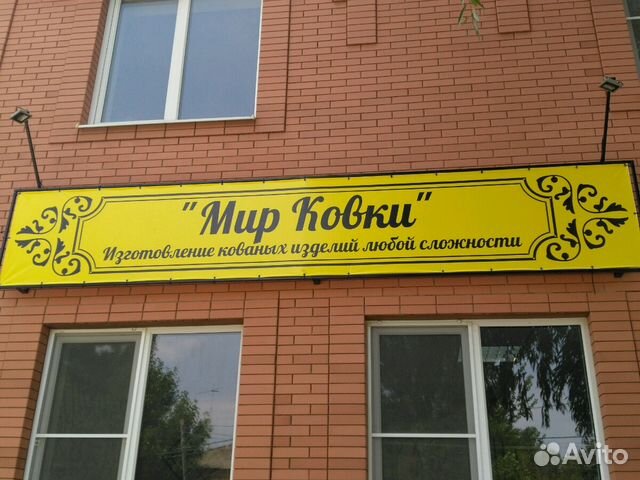 "Мир Ковки"
Изготовление кованых изделий любой сложности
Avito